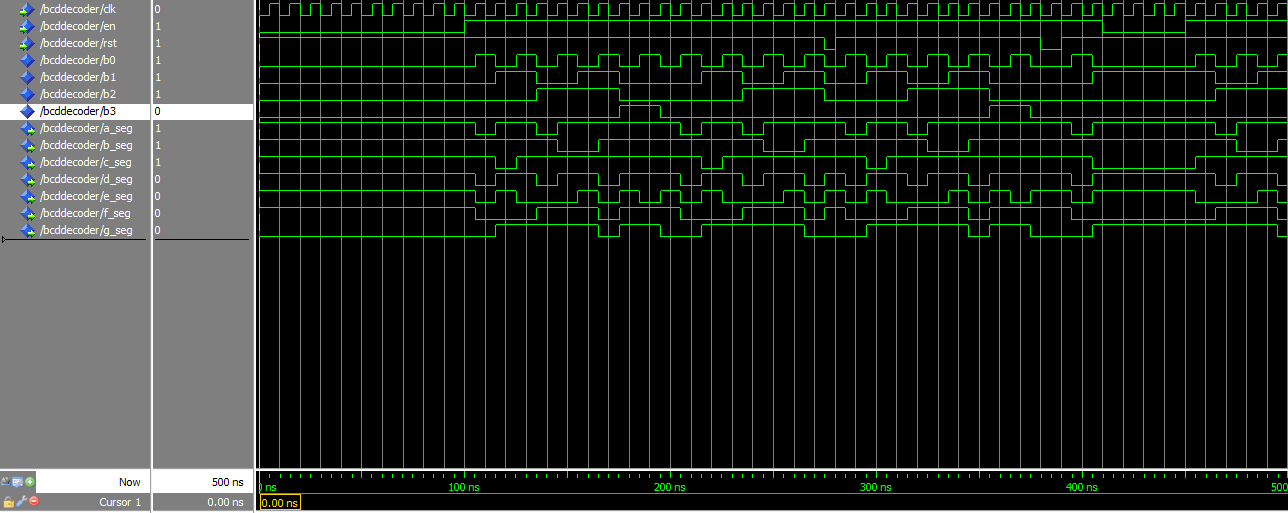 /bcddecoder/clk 0
/bcddecoder/en 1
/bcddecoder/rst 1
/bcddecoder/b0 1
/bcddecoder/b1 1
/bcddecoder/b2 1
/bcddecoder/b3 0
/bcddecoder/a_seg 1
/bcddecoder/b_seg 1
/bcddecoder/c_seg 1
/bcddecoder/d_seg 0
/bcddecoder/e_seg 0
/bcddecoder/f_seg 0
/bcddecoder/g_seg 0
Now 500 ns 0 ns 100 ns 200 ns 300 ns 400 ns 500
Cursor 1 0.00 ns 0.00 ns